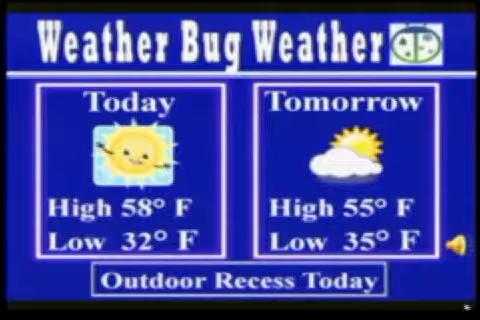 Weather Bug Weather
Today
High 58° F
Low 32° F
Tomorrow
High 55° F
Low 35° F
Outdoor Recess Today